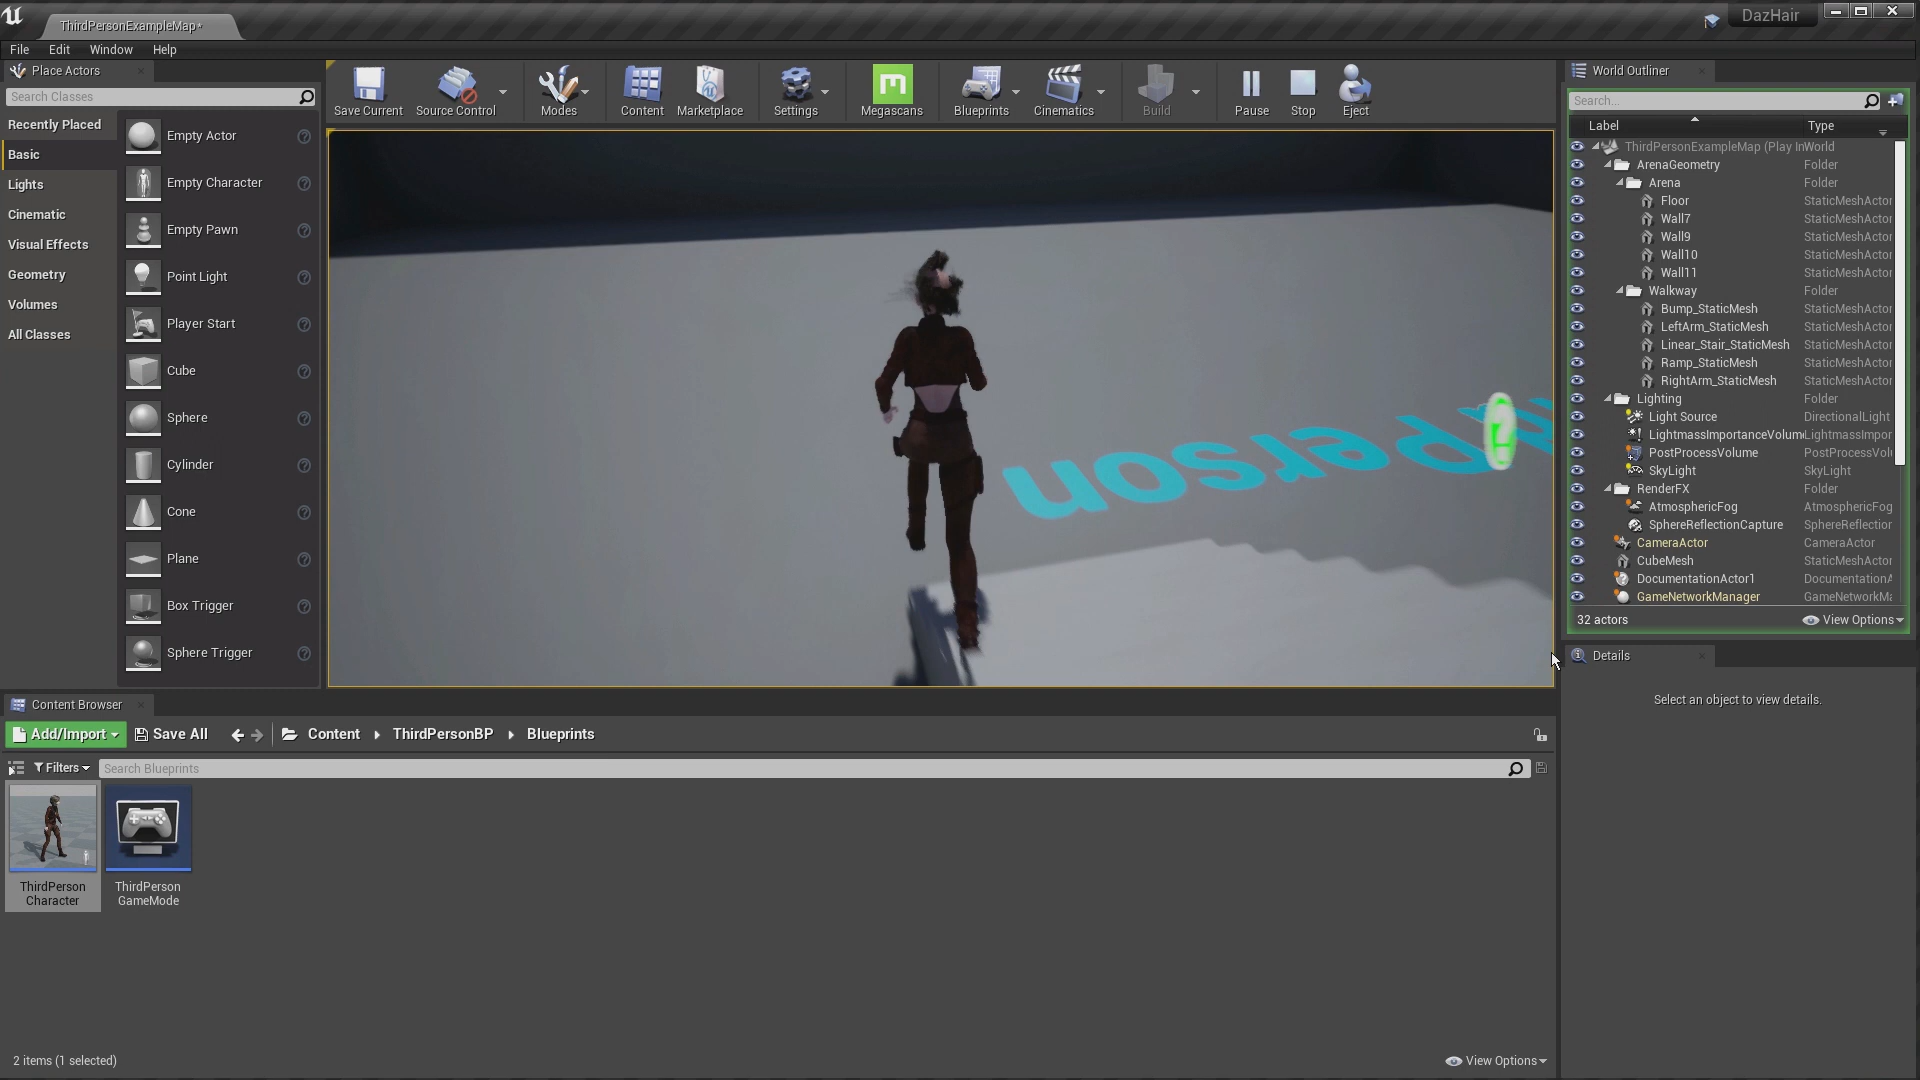 ThirdPersonExampleMap*
DazHair
File Edit Window Help
Place Actors
Search Classes
Recently Placed
Basic
Lights
Cinematic
Visual Effects
Geometry
Volumes
All Classes
Empty Actor
Empty Character
Empty Pawn
Point Light
Player Start
Cube
Sphere
Cylinder
Cone
Plane
Box Trigger
Sphere Trigger
Save Current
Source Control
Modes
Content
Marketplace
Settings
Megascans
Blueprints
Cinematics
Build
Pause
Stop
Eject
Person
World Outliner
Search...
Label Type
ThirdPersonExampleMap (Play In World
ArenaGeometry Folder
Arena Folder
Floor StaticMeshActor
Wall7 StaticMeshActor
Wall9 StaticMeshActor
Wall10 StaticMeshActor
Wall11 StaticMeshActor
Walkway Folder
Bump_StaticMesh StaticMeshActor
LeftArm_StaticMesh StaticMeshActor
Linear_Stair_StaticMesh StaticMeshActor
Ramp_StaticMesh StaticMeshActor
RightArm_StaticMesh StaticMeshActor
Lighting Folder
Light Source DirectionalLight
LightmassImportanceVolum LightmassImpor
PostProcessVolume PostProcessVol
SkyLight SkyLight
RenderFX Folder
AtmosphericFog AtmosphericFog
SphereReflectionCapture SphereReflection
CameraActor CameraActor
CubeMesh StaticMeshActor
DocumentationActor1 DocumentationA
GameNetworkManager GameNetworkMa
32 actors View Options
Details
Select an object to view details.
Content Browser
Add/Import Save All Content ThirdPersonBP Blueprints
Filters Search Blueprints
ThirdPerson
Character
ThirdPerson
GameMode
2 items (1 selected) View Options